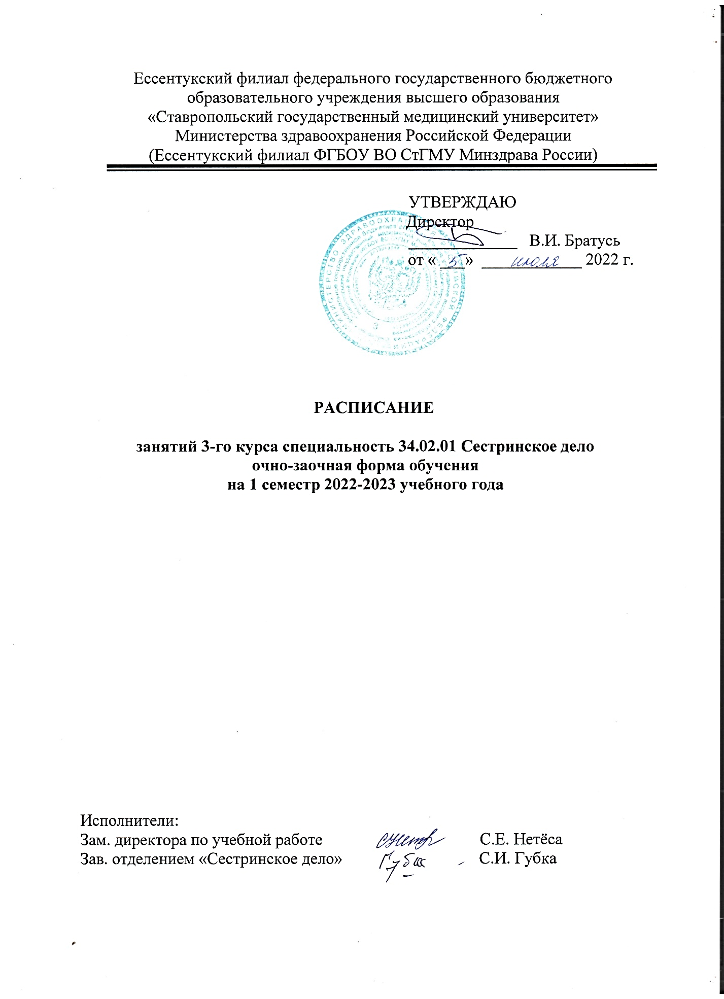 Ессентукский филиал федерального государственного бюджетного
образовательного учреждения высшего образования
«Ставропольский государственный медицинский университет»
Министерства здравоохранения Российской Федерации
(Ессентукский филиал ФГБОУ ВО СтГМУ Минздрава России)
УТВЕРЖДАЮ
Директор
В.И. Братусь
от « 5 » июля 2022 г.
РАСПИСАНИЕ
занятий 3-го курса специальность 34.02.01 Сестринское дело
очно-заочная форма обучения
на 1 семестр 2022-2023 учебного года
Исполнители:
Зам. директора по учебной работе С.Е. Нетёса
Зав. отделением «Сестринское дело» Губка С.И. Губка